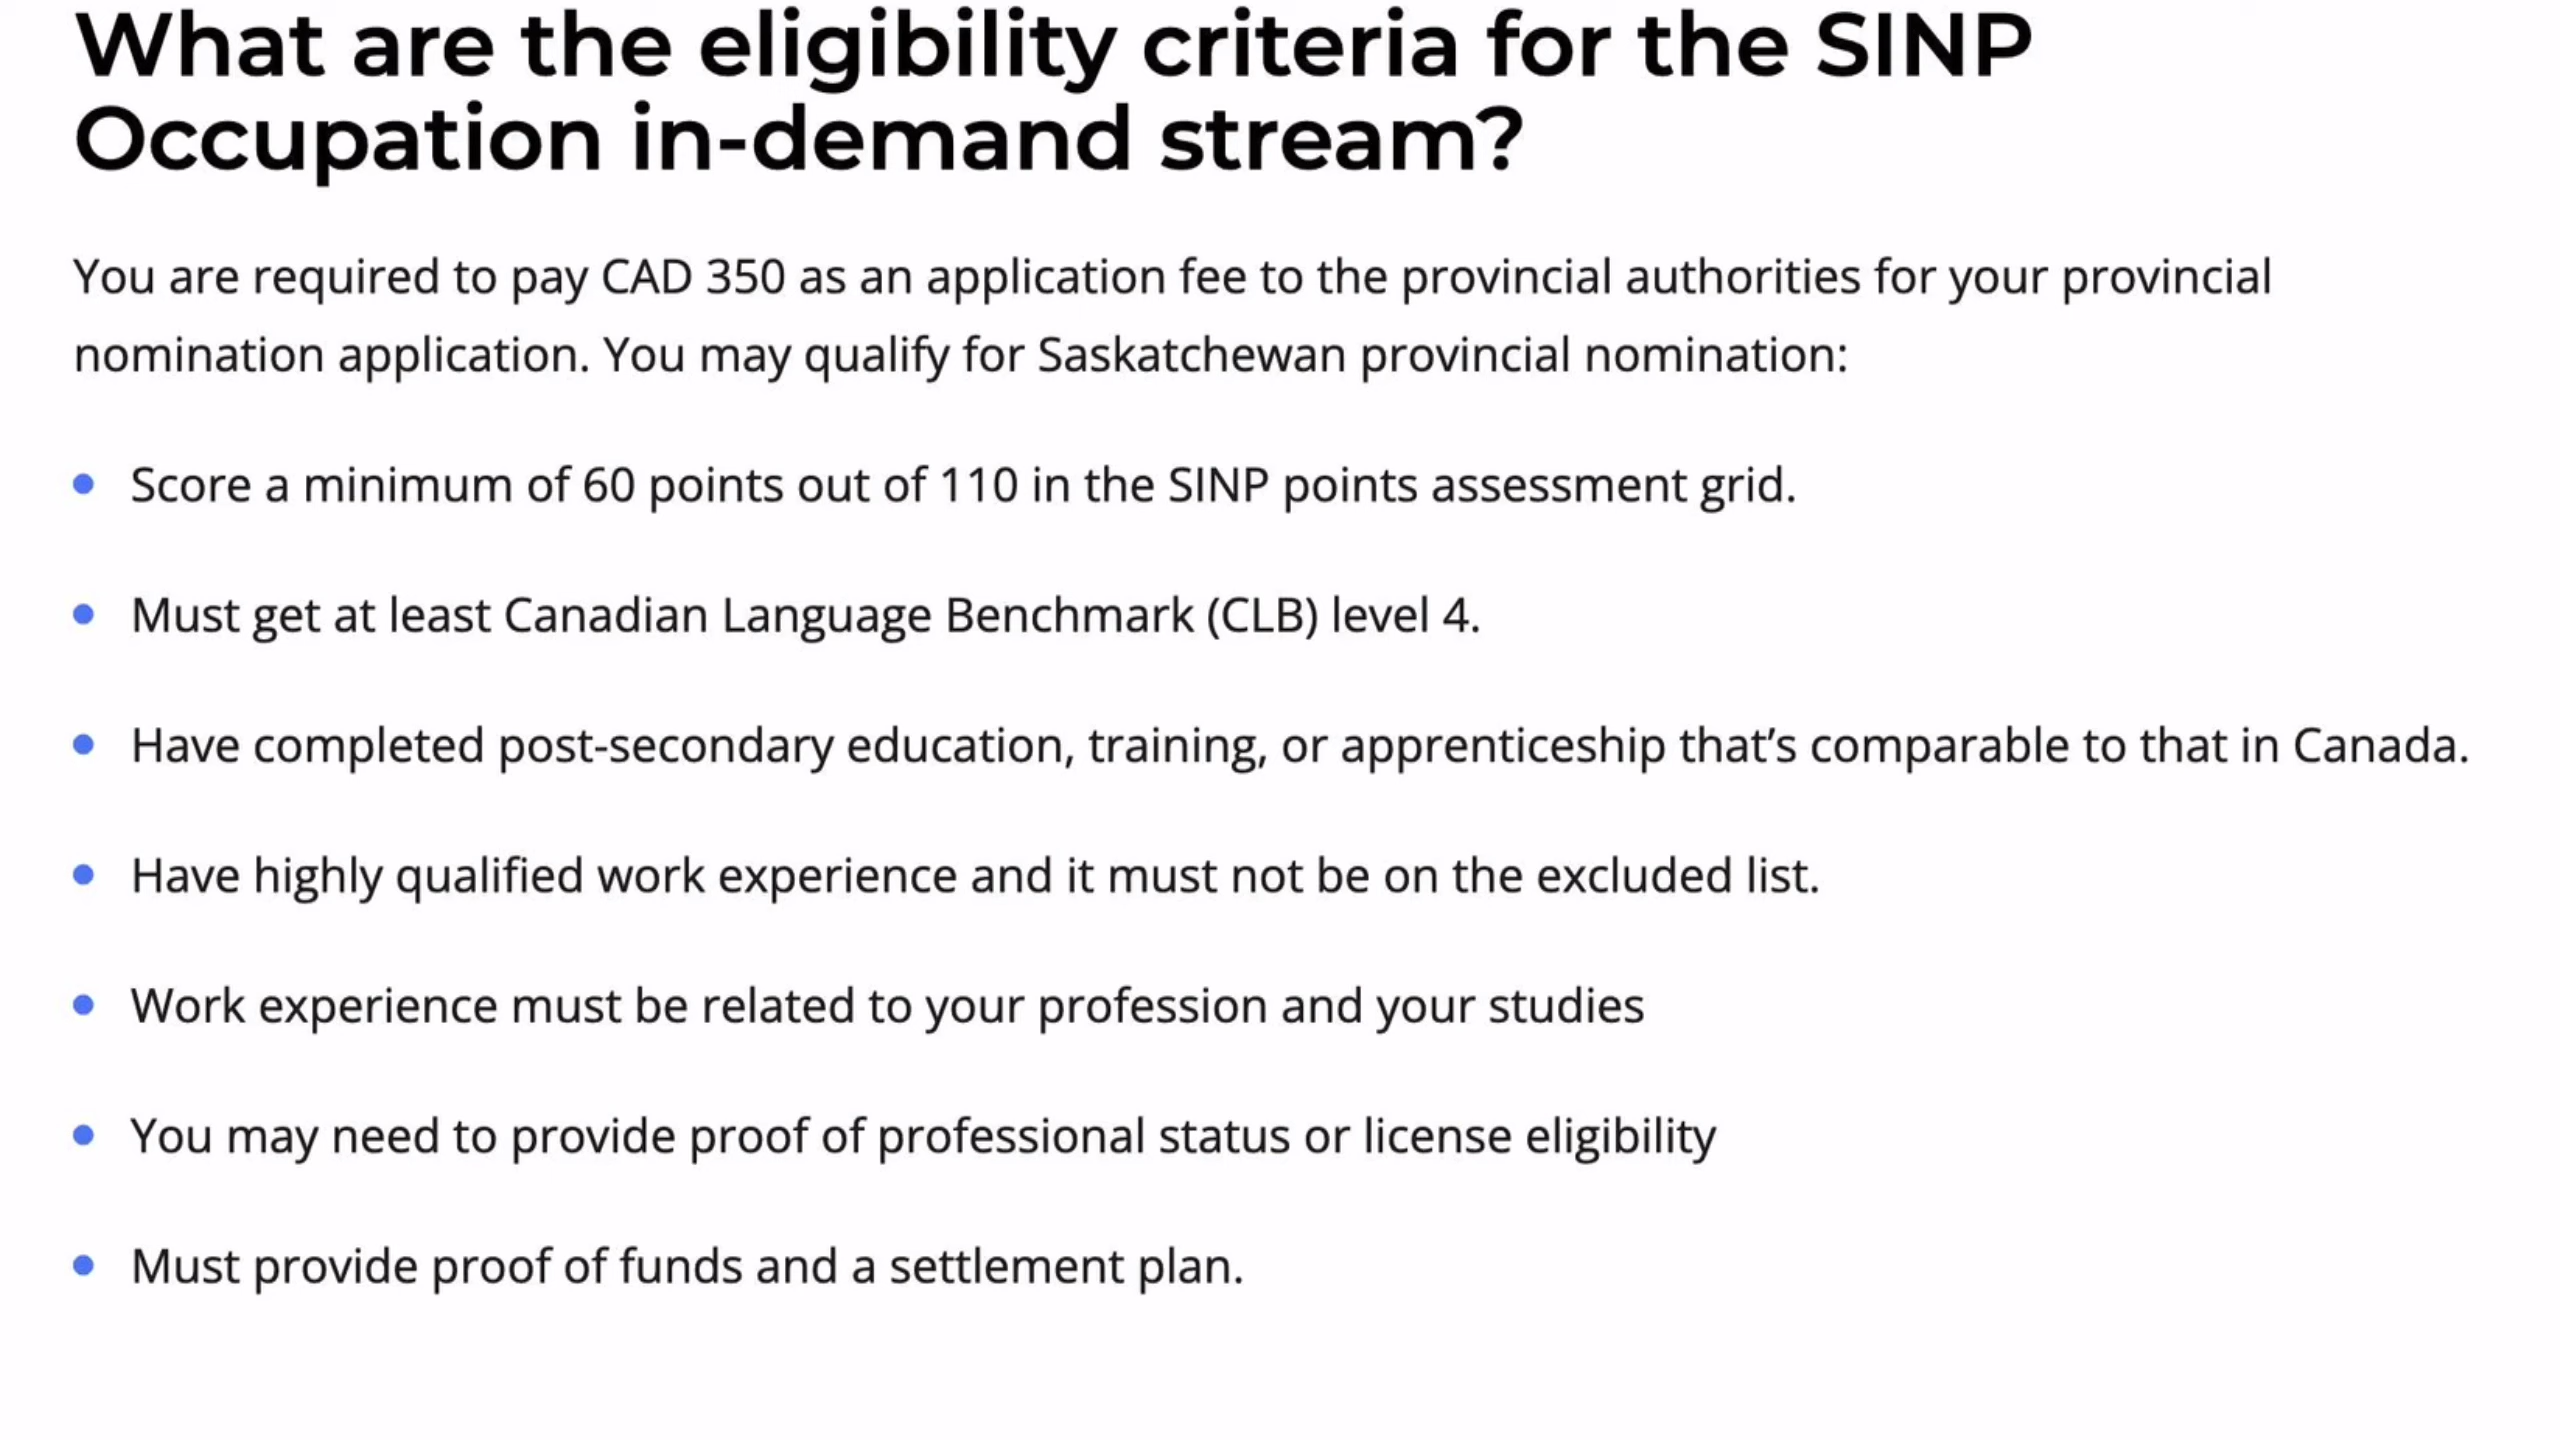 What are the eligibility criteria for the SINP
Occupation in-demand stream?
You are required to pay CAD 350 as an application fee to the provincial authorities for your provincial
nomination application. You may qualify for Saskatchewan provincial nomination:
• Score a minimum of 60 points out of 110 in the SINP points assessment grid.
• Must get at least Canadian Language Benchmark (CLB) level 4.
• Have completed post-secondary education, training, or apprenticeship that’s comparable to that in Canada.
• Have highly qualified work experience and it must not be on the excluded list.
• Work experience must be related to your profession and your studies
• You may need to provide proof of professional status or license eligibility
• Must provide proof of funds and a settlement plan.